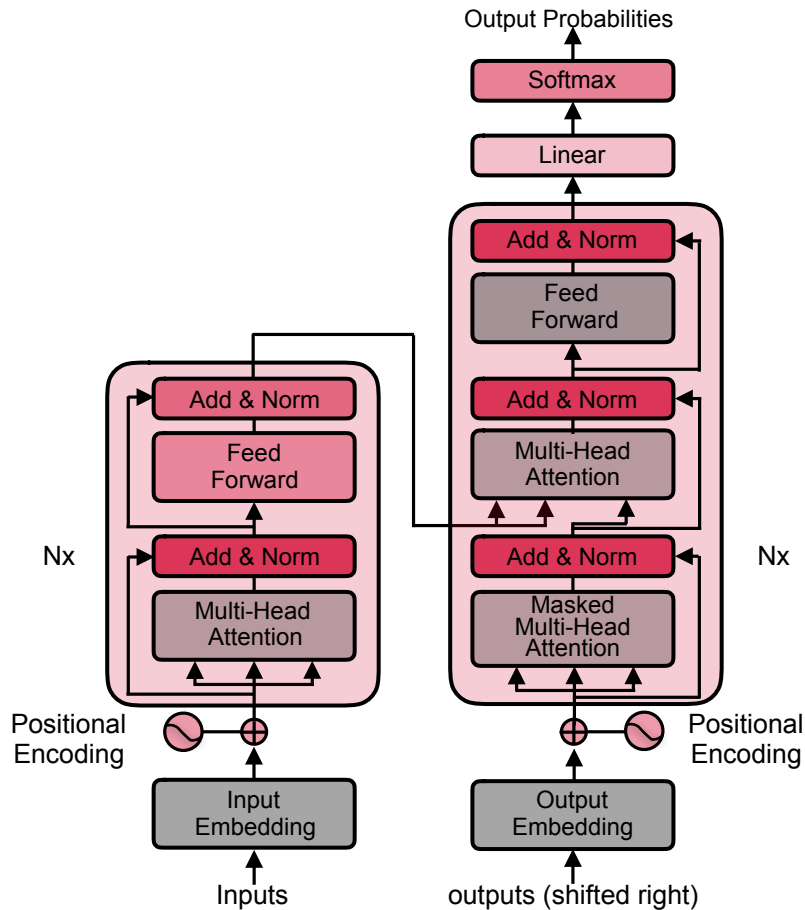 Output Probabilities
Softmax
Linear
Add & Norm
Feed
Forward
Add & Norm
Multi-Head
Attention
Add & Norm
Masked
Multi-Head
Attention
Nx
Positional
Encoding
Output
Embedding
outputs (shifted right)
Add & Norm
Feed
Forward
Add & Norm
Multi-Head
Attention
Nx
Positional
Encoding
Input
Embedding
Inputs